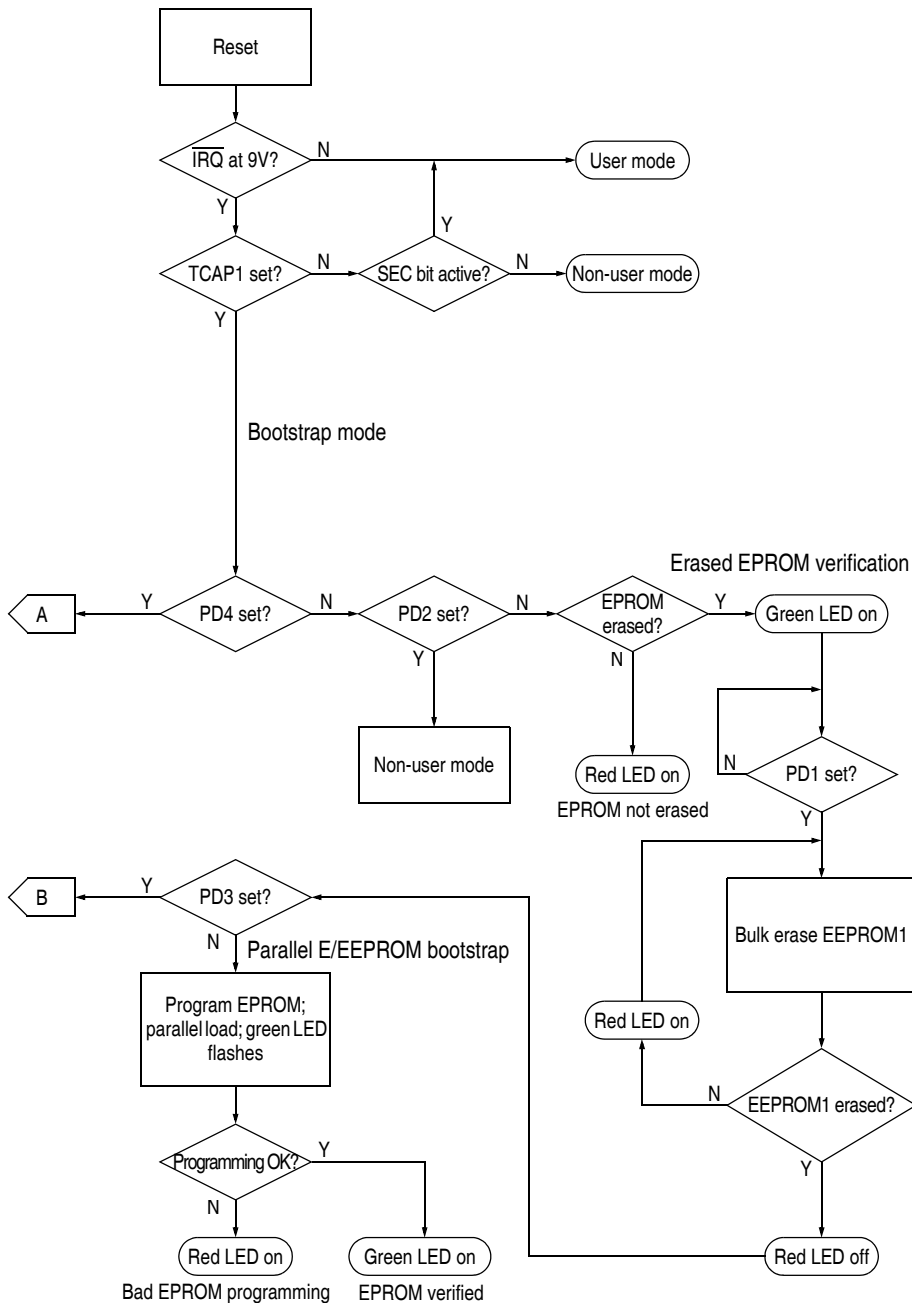 Reset
IRQ at 9V?
N
User mode
Y
Y
TCAP1 set?
N
SEC bit active?
N
Non-user mode
Y
Bootstrap mode
Erased EPROM verification
A
Y
PD4 set?
N
PD2 set?
N
EPROM
erased?
Y
Green LED on
Y
N
Non-user mode
Red LED on
EPROM not erased
N
PD1 set?
Y
B
Y
PD3 set?
N
Parallel E/EEPROM bootstrap
Bulk erase EEPROM1
Program EPROM;
parallel load; green LED
flashes
Red LED on
N
EEPROM1 erased?
Y
Programming OK?
Y
N
Red LED on
Bad EPROM programming
Green LED on
EPROM verified
Red LED off